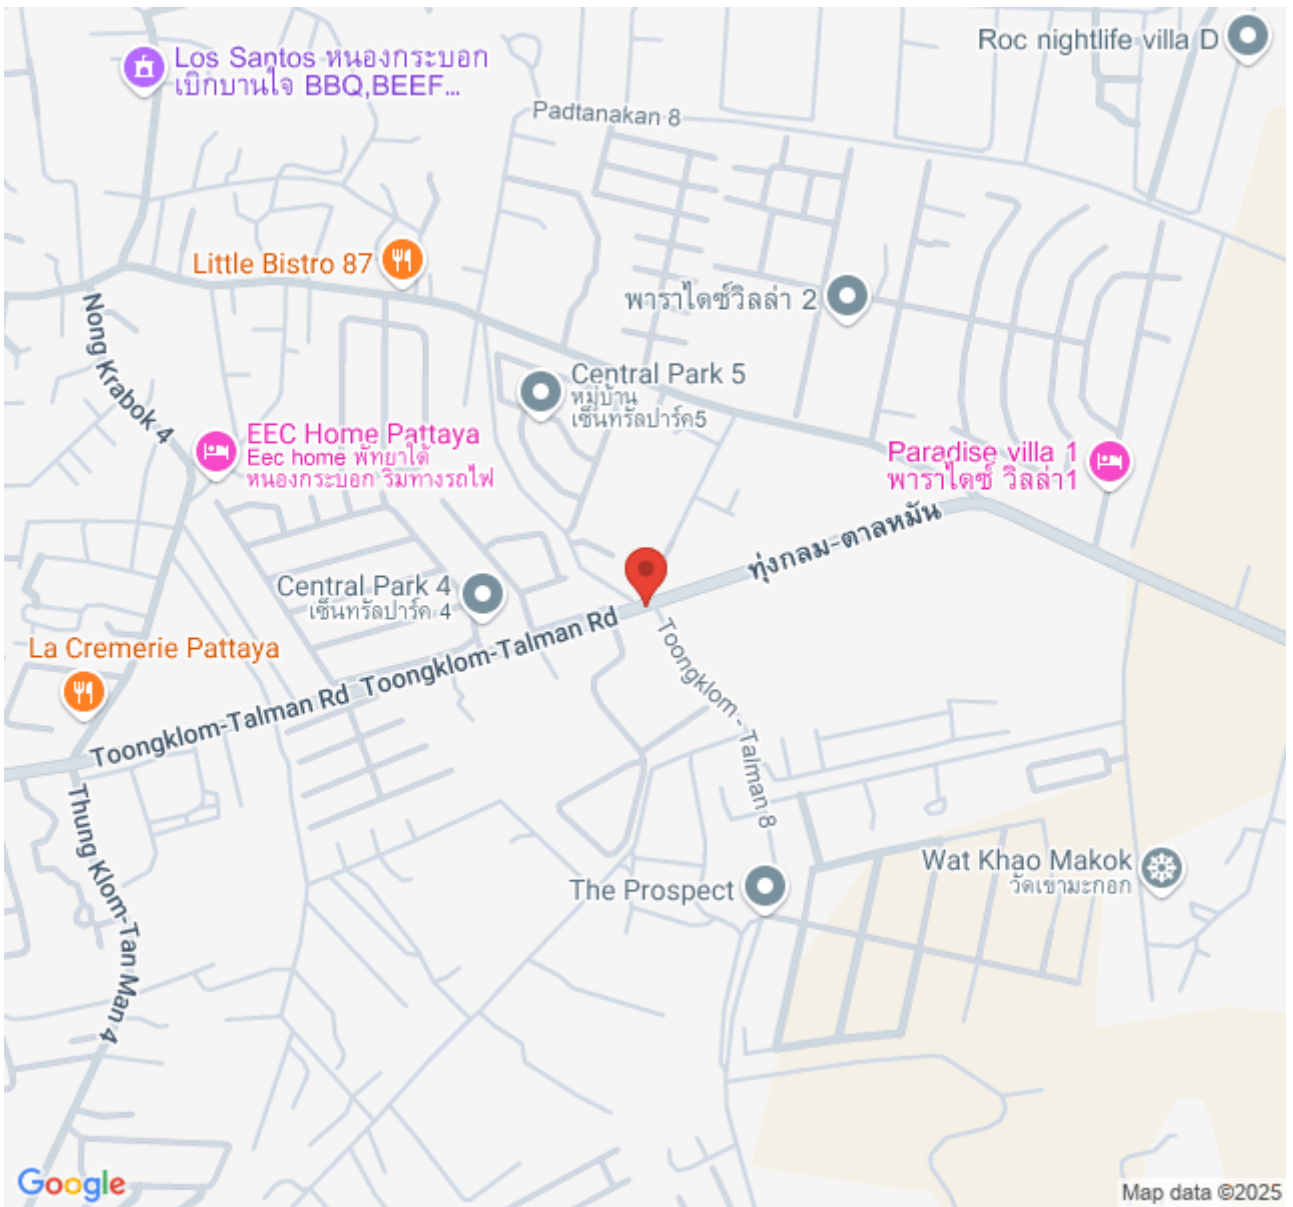 Roc nightlife villa D
Los Santos หนองกระบอก
เบิกบานใจ BBQ,BEEF...
Padtanakan 8
Little Bistro 87
พาราไดซ์วิลล่า 2
Nong Krabok 4
Central Park 5
หมู่บ้าน
เซ็นทรัลปาร์ค5
EEC Home Pattaya
Eec home พัทยาใต้
หนองกระบอก ริมทางรถไฟ
Paradise villa 1
พาราไดซ์ วิลล่า1
ทุ่งกลม-ตาลหมัน
Central Park 4
เซ็นทรัลปาร์ค 4
Toongklom-Talman Rd
Toongklom-Talman Rd
Toongklom - Talman 8
La Cremerie Pattaya
Thung Klom-Tan Man 4
The Prospect
Wat Khao Makok
วัดเขามะกอก
Google
Map data ©2025